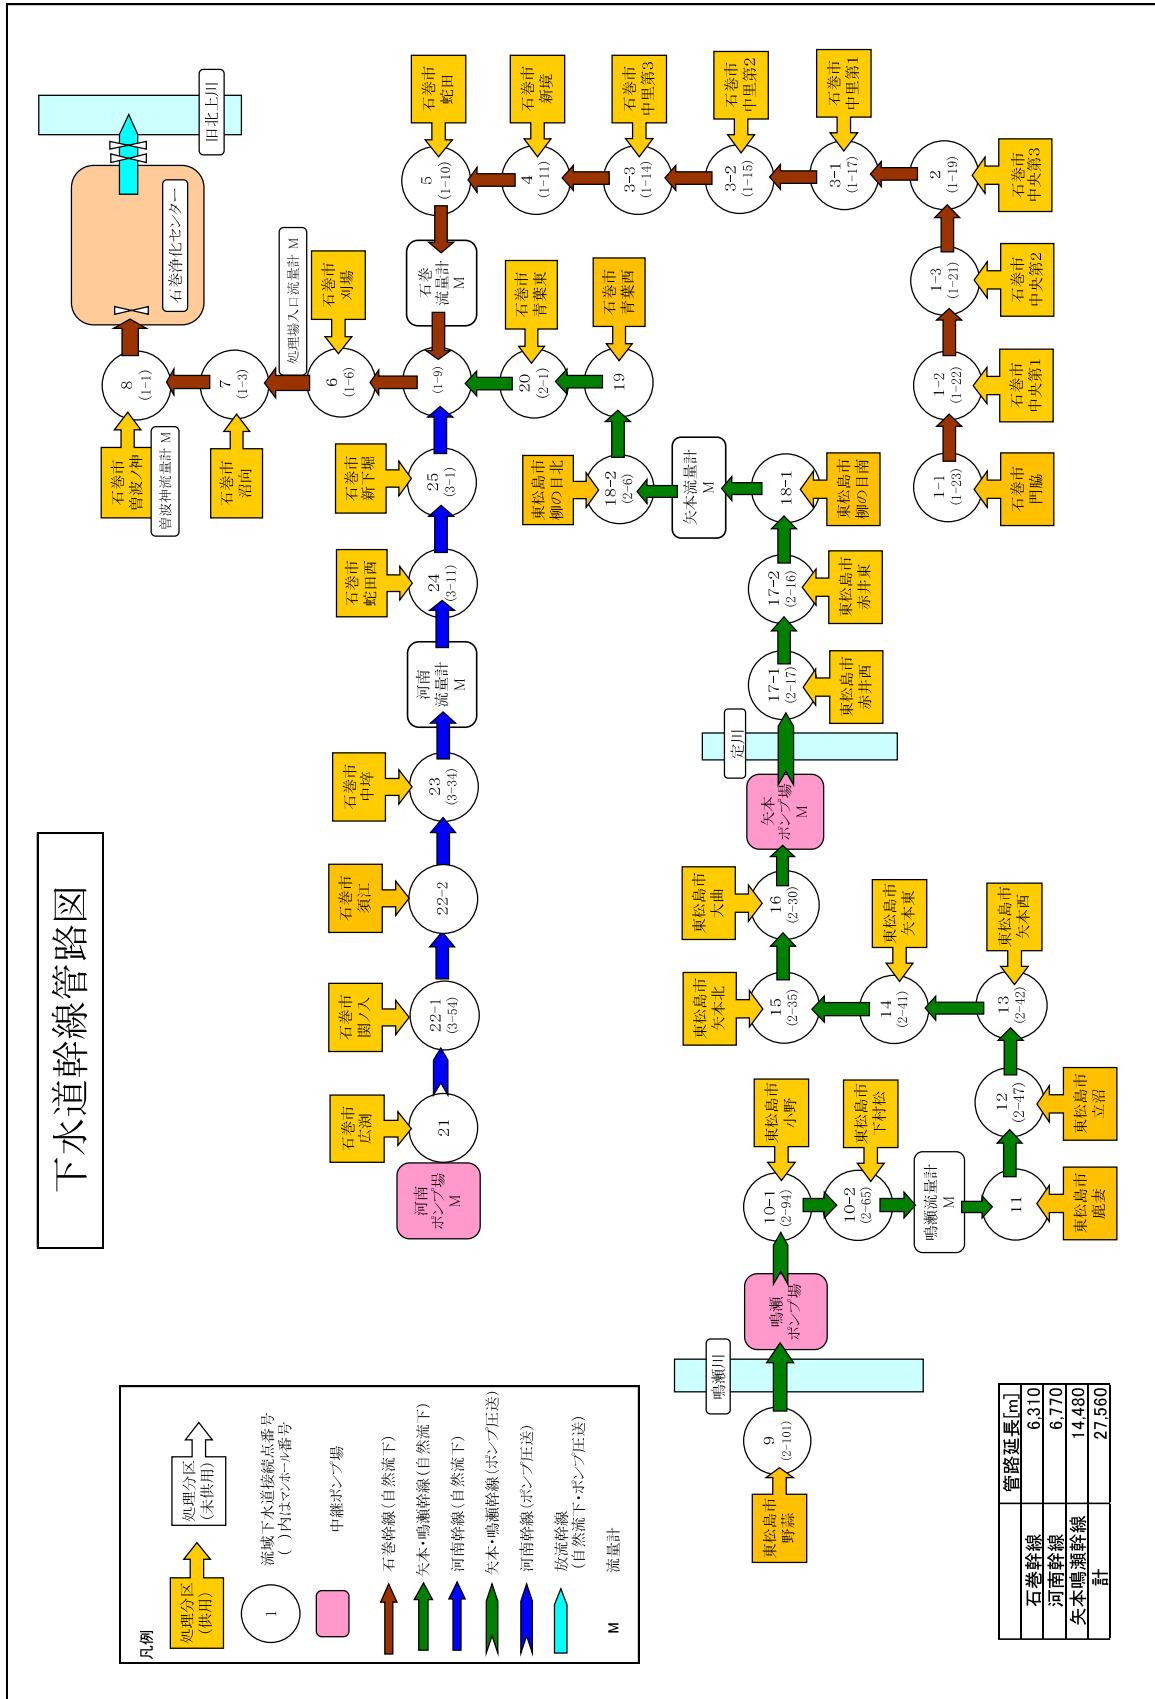 下水道幹線管路図
旧北上川
石巻浄化センター
8
(1-1)
石巻市
曽波ノ神
曽波神流量計 M
7
(1-3)
石巻市
沼向
処理場入口流量計 M
6
(1-6)
石巻市
刈場
(1-9)
石巻
流量計
M
5
(1-10)
石巻市
蛇田
4
(1-11)
石巻市
新境
3-3
(1-14)
石巻市
中里第3
3-2
(1-15)
石巻市
中里第2
3-1
(1-17)
石巻市
中里第1
2
(1-19)
石巻市
中央第3
1-3
(1-21)
石巻市
中央第2
1-2
(1-22)
石巻市
中央第1
1-1
(1-23)
石巻市
門脇
20
(2-1)
石巻市
青葉東
19
石巻市
青葉西
18-2
(2-6)
東松島市
柳の目北
矢本流量計
M
18-1
東松島市
柳の目南
17-2
(2-16)
東松島市
赤井東
17-1
(2-17)
東松島市
赤井西
定川
矢本
ポンプ場
M
16
(2-30)
東松島市
大曲
15
(2-35)
東松島市
矢本北
14
(2-41)
東松島市
矢本東
13
(2-42)
東松島市
矢本西
12
(2-47)
東松島市
立沼
11
東松島市
鹿妻
鳴瀬流量計
M
10-2
(2-65)
東松島市
下村松
10-1
(2-94)
東松島市
小野
鳴瀬
ポンプ場
鳴瀬川
9
(2-101)
東松島市
野蒜
25
(3-1)
石巻市
新下堀
24
(3-11)
石巻市
蛇田西
河南
流量計
M
23
(3-34)
石巻市
中埣
22-2
石巻市
須江
22-1
(3-54)
石巻市
関ノ入
21
石巻市
広渕
河南
ポンプ場
M
凡例
処理分区
(供用)
処理分区
(未供用)
1
流域下水道接続点番号
( )内はマンホール番号
中継ポンプ場
石巻幹線(自然流下)
矢本・鳴瀬幹線(自然流下)
河南幹線(自然流下)
矢本・鳴瀬幹線(ポンプ圧送)
河南幹線(ポンプ圧送)
放流幹線
(自然流下・ポンプ圧送)
M 流量計
管路延長[m]
石巻幹線 6,310
河南幹線 6,770
矢本鳴瀬幹線 14,480
計 27,560